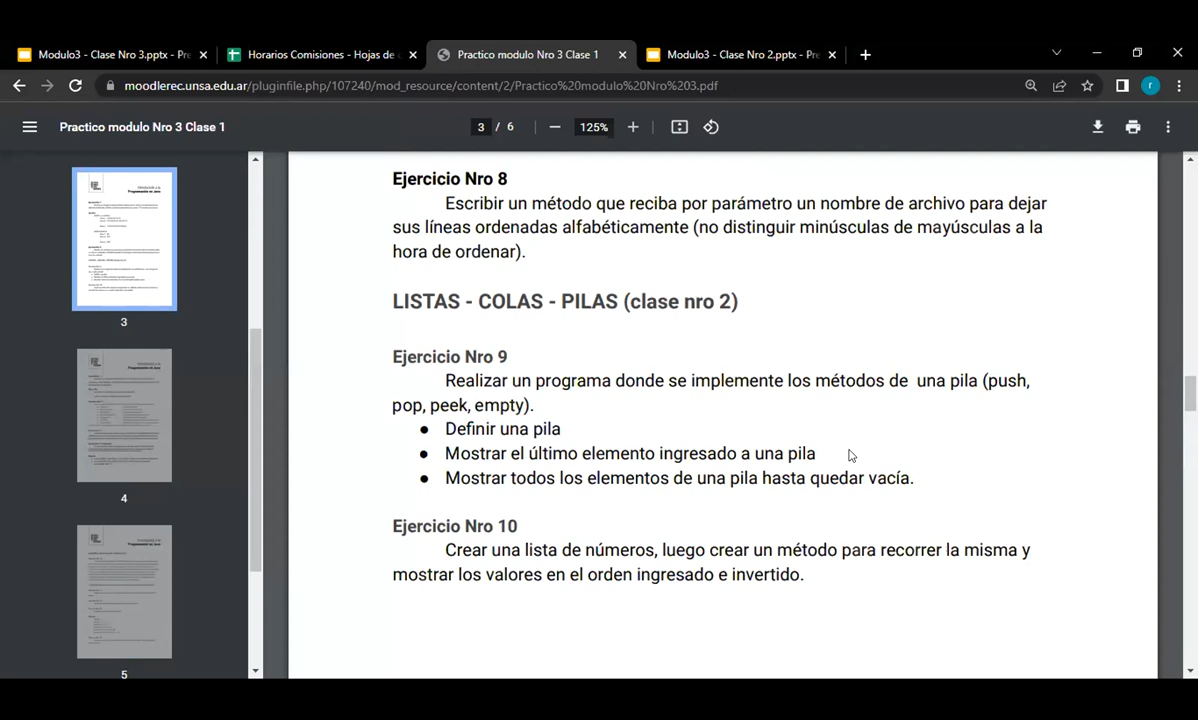 Modulo3 - Clase Nro 3.pptx - Pre
Horarios Comisiones - Hojas de
Practico modulo Nro 3 Clase 1
Modulo3 - Clase Nro 2.pptx - Pre
moodlerec.unsa.edu.ar/pluginfile.php/107240/mod_resource/content/2/Practico%20modulo%20Nro%203.pdf
r
Practico modulo Nro 3 Clase 1
3 / 6
125%
3
4
5
Ejercicio Nro 8
Escribir un método que reciba por parámetro un nombre de archivo para dejar
sus líneas ordenadas alfabéticamente (no distinguir minúsculas de mayúsculas a la
hora de ordenar).
LISTAS - COLAS - PILAS (clase nro 2)
Ejercicio Nro 9
Realizar un programa donde se implemente los métodos de una pila (push,
pop, peek, empty).
● Definir una pila
● Mostrar el último elemento ingresado a una pila
● Mostrar todos los elementos de una pila hasta quedar vacía.
Ejercicio Nro 10
Crear una lista de números, luego crear un método para recorrer la misma y
mostrar los valores en el orden ingresado e invertido.